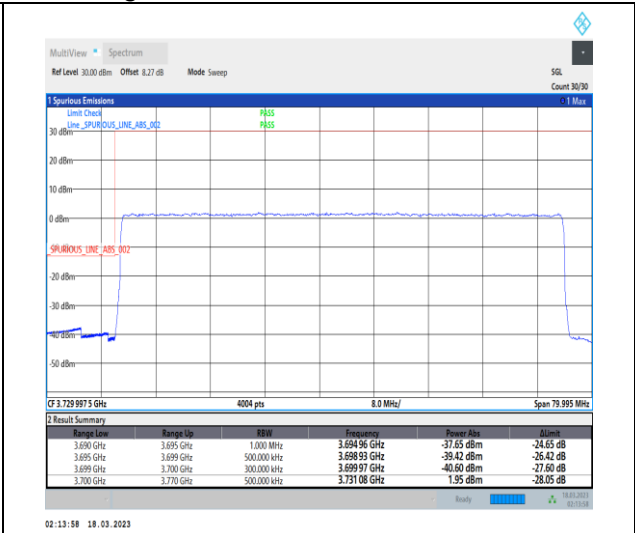 MultiView Spectrum
Ref Level 30.00 dBm Offset 8.27 dB Mode Sweep SGL
Count 30/30
1 Spurious Emissions 1 Max
Limit Check PASS
Line _SPURIOUS_LINE_ABS_002 PASS
30 dBm
20 dBm
10 dBm
0 dBm
_SPURIOUS_LINE_ABS_002
-20 dBm
-30 dBm
-40 dBm
-50 dBm
CF 3.729 997 5 GHz 4004 pts 8.0 MHz/ Span 79.995 MHz
2 Result Summary
Range Low Range Up RBW Frequency Power Abs ΔLimit
3.690 GHz 3.695 GHz 1.000 MHz 3.694 96 GHz -37.65 dBm -24.65 dB
3.695 GHz 3.699 GHz 500.000 kHz 3.698 93 GHz -39.42 dBm -26.42 dB
3.699 GHz 3.700 GHz 300.000 kHz 3.699 97 GHz -40.60 dBm -27.60 dB
3.700 GHz 3.770 GHz 500.000 kHz 3.731 08 GHz 1.95 dBm -28.05 dB
Ready 18.03.2023
02:13:58
02:13:58 18.03.2023